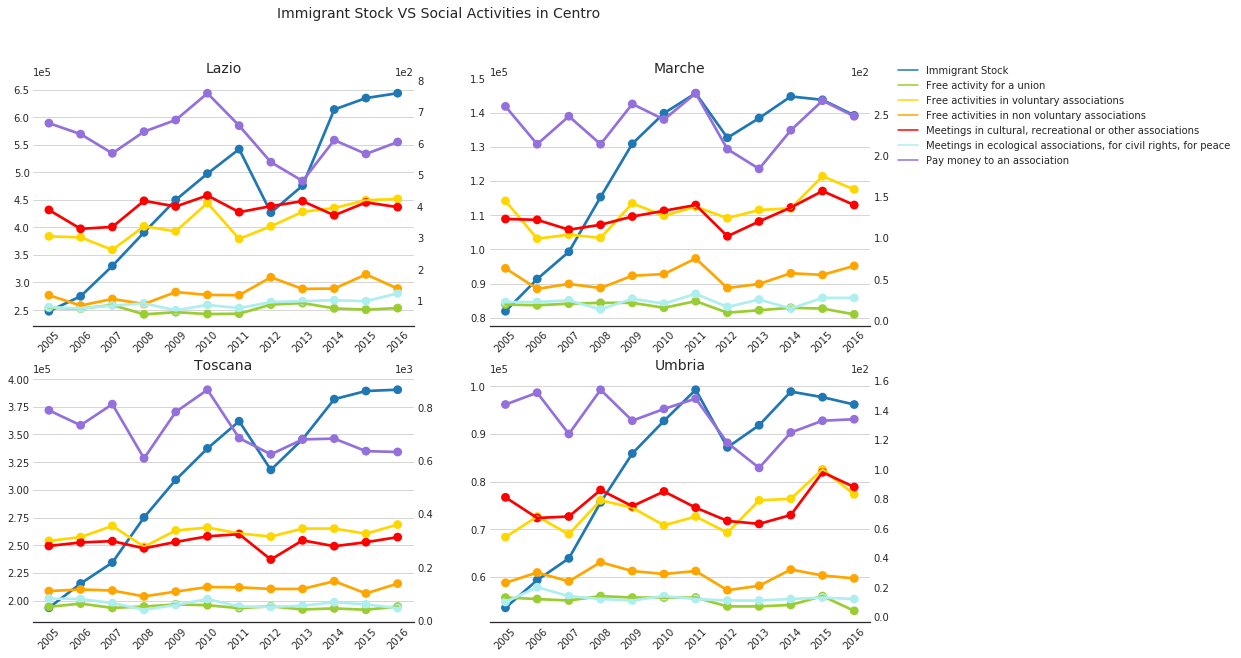 Immigrant Stock VS Social Activities in Centro
Lazio
1e5
1e2
6.5
6.0
5.5
5.0
4.5
4.0
3.5
3.0
2.5
8
7
6
5
4
3
2
1
2005 2006 2007 2008 2009 2010 2011 2012 2013 2014 2015 2016
Marche
1e5
1e2
1.5
1.4
1.3
1.2
1.1
1.0
0.9
0.8
2.5
2.0
1.5
1.0
0.5
0.0
2005 2006 2007 2008 2009 2010 2011 2012 2013 2014 2015 2016
Immigrant Stock
Free activity for a union
Free activities in voluntary associations
Free activities in non voluntary associations
Meetings in cultural, recreational or other associations
Meetings in ecological associations, for civil rights, for peace
Pay money to an association
Toscana
1e5
1e3
4.00
3.75
3.50
3.25
3.00
2.75
2.50
2.25
2.00
0.8
0.6
0.4
0.2
0.0
2005 2006 2007 2008 2009 2010 2011 2012 2013 2014 2015 2016
Umbria
1e5
1e2
1.0
0.9
0.8
0.7
0.6
1.6
1.4
1.2
1.0
0.8
0.6
0.4
0.2
0.0
2005 2006 2007 2008 2009 2010 2011 2012 2013 2014 2015 2016